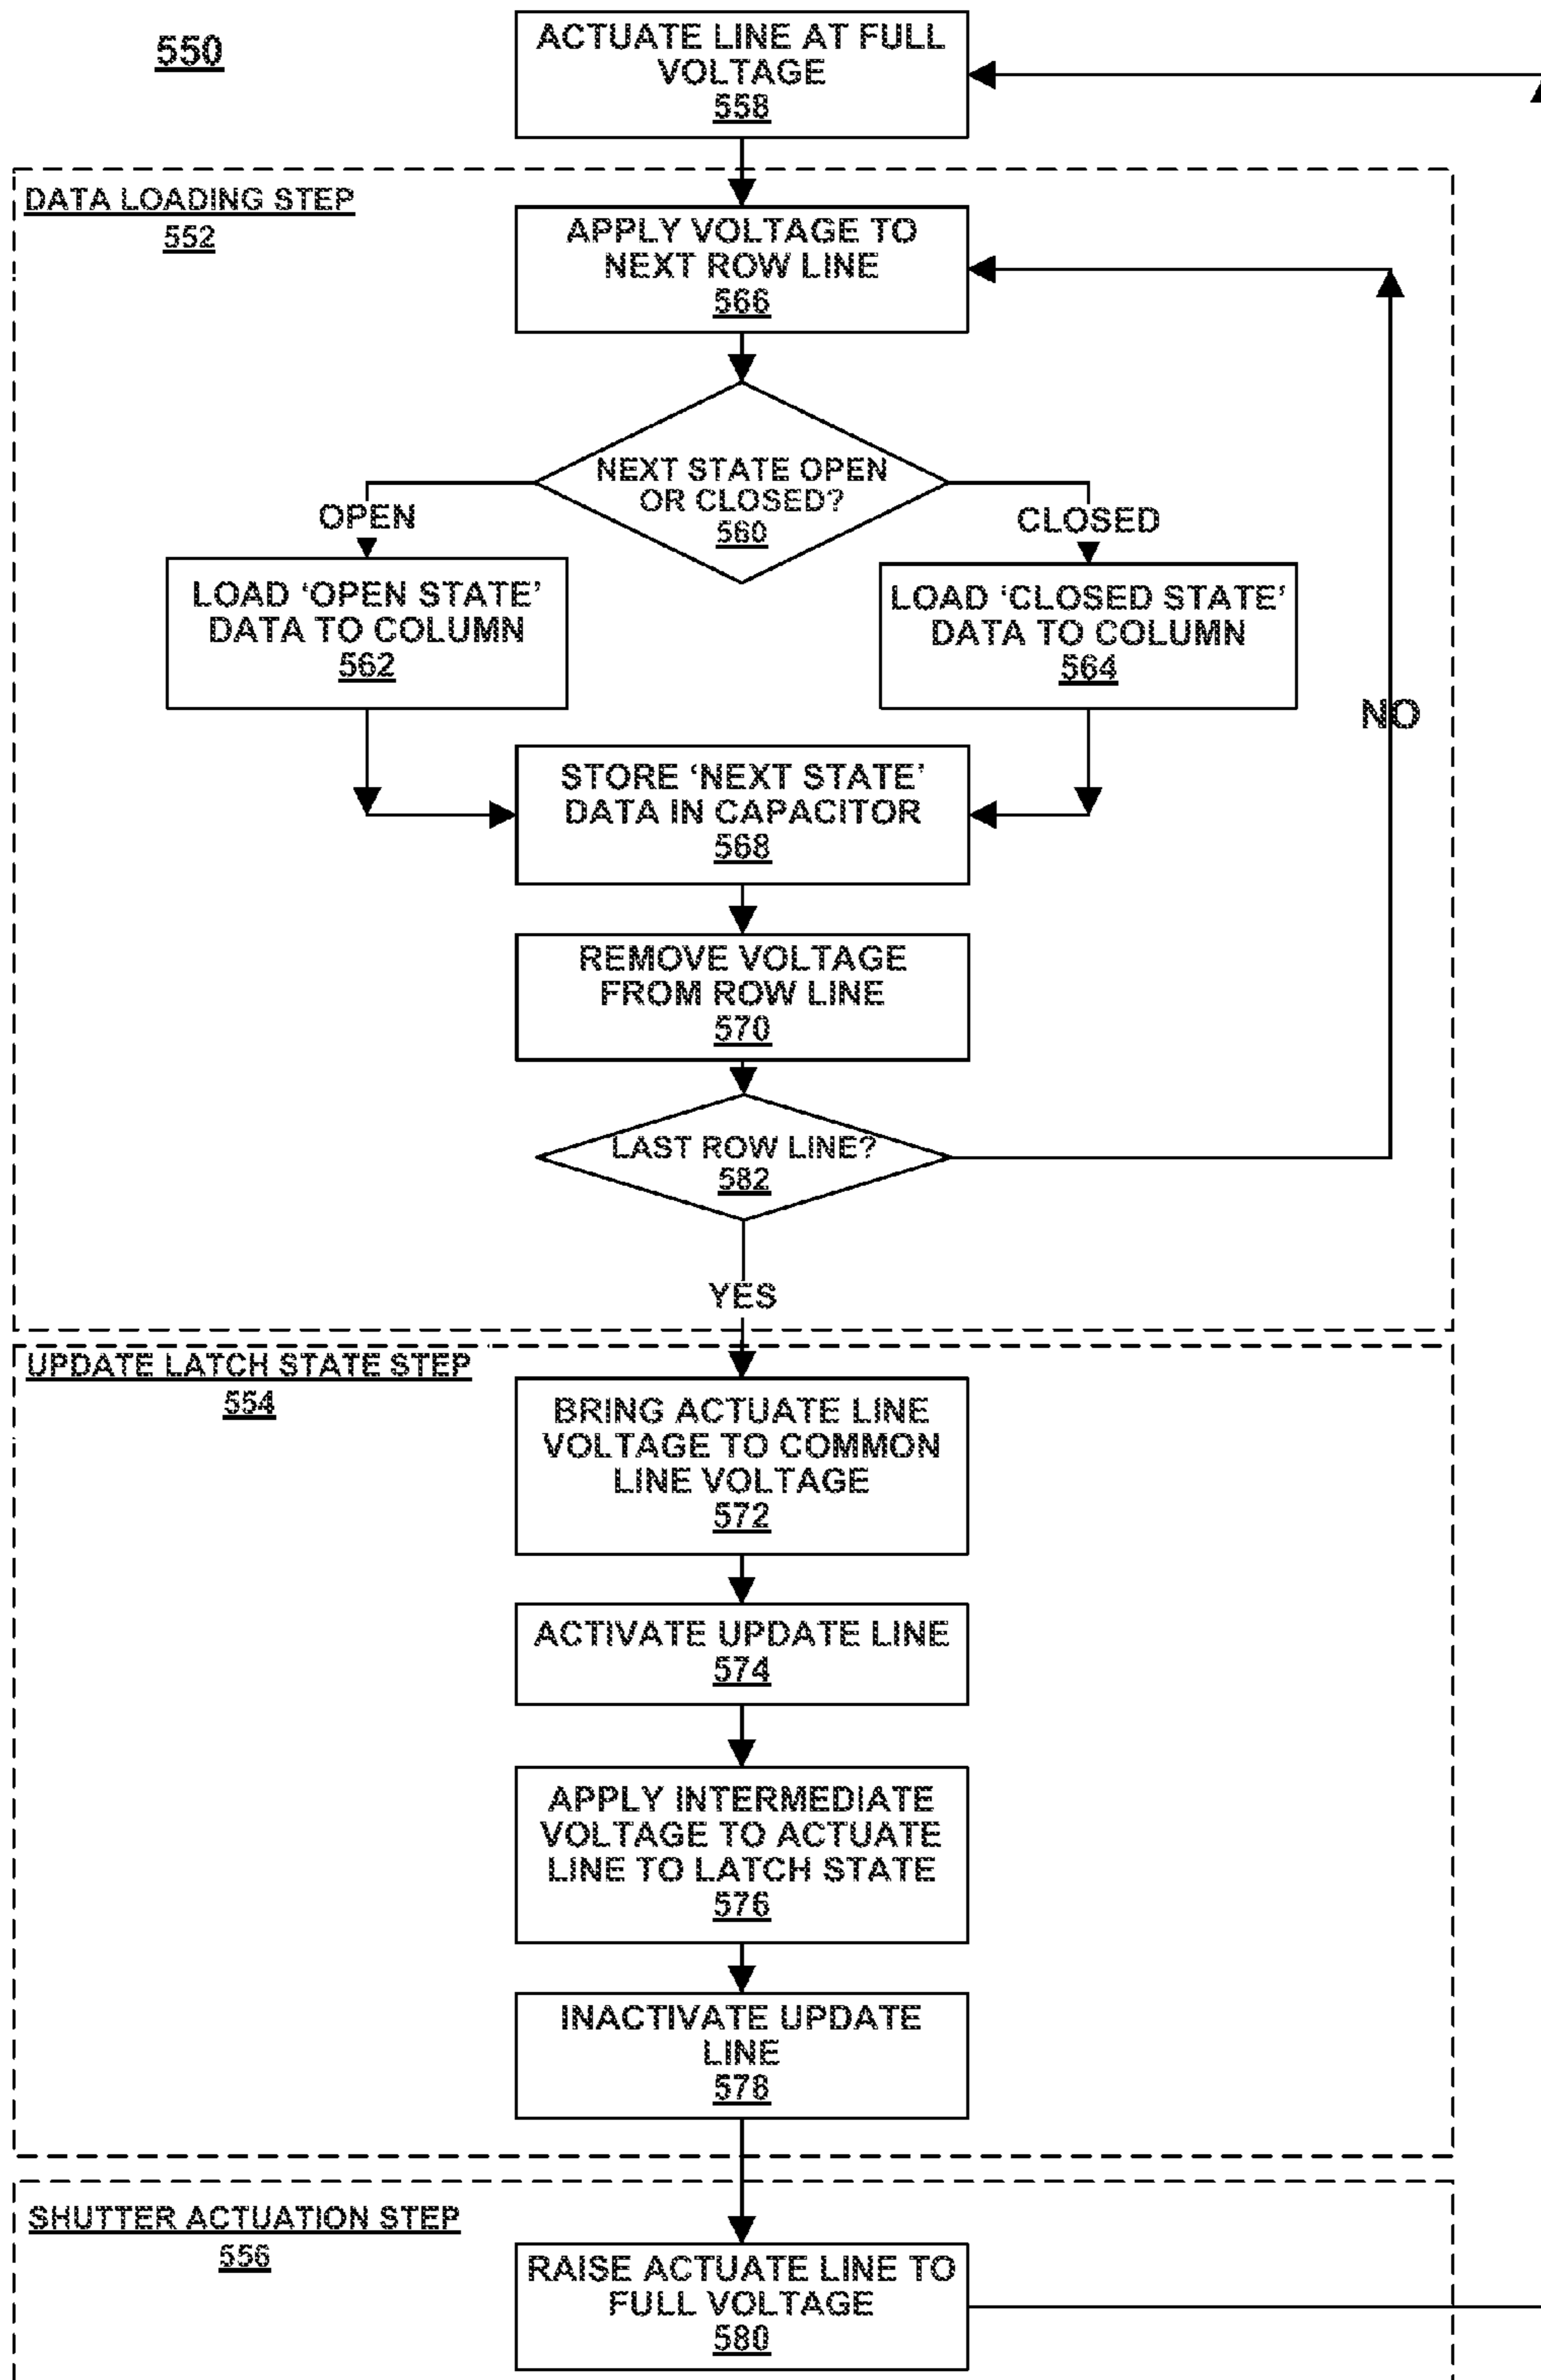 550
ACTUATE LINE AT FULL
VOLTAGE
558
DATA LOADING STEP
552
APPLY VOLTAGE TO
NEXT ROW LINE
566
NEXT STATE OPEN
OR CLOSED?
560
OPEN
CLOSED
LOAD ‘OPEN STATE’
DATA TO COLUMN
562
LOAD ‘CLOSED STATE’
DATA TO COLUMN
564
NO
STORE ‘NEXT STATE’
DATA IN CAPACITOR
568
REMOVE VOLTAGE
FROM ROW LINE
570
LAST ROW LINE?
582
YES
UPDATE LATCH STATE STEP
554
BRING ACTUATE LINE
VOLTAGE TO COMMON
LINE VOLTAGE
572
ACTIVATE UPDATE LINE
574
APPLY INTERMEDIATE
VOLTAGE TO ACTUATE
LINE TO LATCH STATE
576
INACTIVATE UPDATE
LINE
578
SHUTTER ACTUATION STEP
556
RAISE ACTUATE LINE TO
FULL VOLTAGE
580